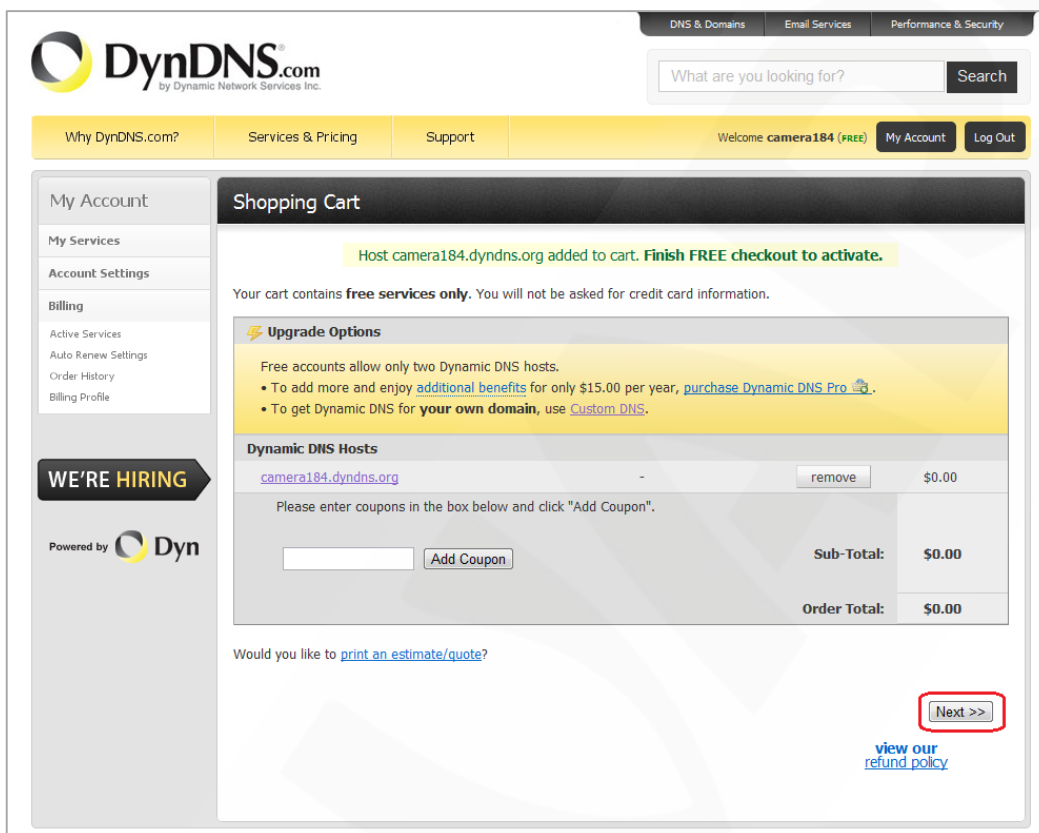 DNS & Domains Email Services Performance & Security
DynDNS.com
by Dynamic Network Services Inc.
What are you looking for? Search
Why DynDNS.com? Services & Pricing Support Welcome camera184 (FREE) My Account Log Out
My Account
My Services
Account Settings
Billing
Active Services
Auto Renew Settings
Order History
Billing Profile
WE'RE HIRING
Powered by Dyn
Shopping Cart
Host camera184.dyndns.org added to cart. Finish FREE checkout to activate.
Your cart contains free services only. You will not be asked for credit card information.
Upgrade Options
Free accounts allow only two Dynamic DNS hosts.
• To add more and enjoy additional benefits for only $15.00 per year, purchase Dynamic DNS Pro .
• To get Dynamic DNS for your own domain, use Custom DNS.
Dynamic DNS Hosts
camera184.dyndns.org - remove $0.00
Please enter coupons in the box below and click "Add Coupon".
Add Coupon Sub-Total: $0.00
Order Total: $0.00
Would you like to print an estimate/quote?
Next >>
view our
refund policy